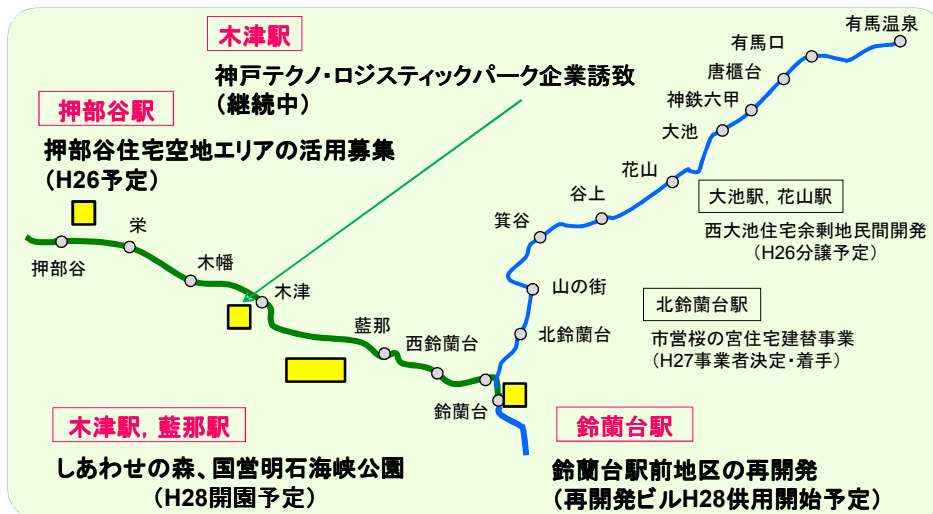 木津駅
神戸テクノ・ロジスティックパーク企業誘致
（継続中）
押部谷駅
押部谷住宅空地エリアの活用募集
（H26予定）
有馬温泉
有馬口
唐櫃台
神鉄六甲
大池
花山
谷上
箕谷
山の街
北鈴蘭台
大池駅，花山駅
西大池住宅余剰地民間開発
（H26分譲予定）
北鈴蘭台駅
市営桜の宮住宅建替事業
（H27事業者決定・着手）
押部谷
栄
木幡
木津
藍那
西鈴蘭台
鈴蘭台
木津駅，藍那駅
しあわせの森、国営明石海峡公園
（H28開園予定）
鈴蘭台駅
鈴蘭台駅前地区の再開発
（再開発ビルH28供用開始予定）